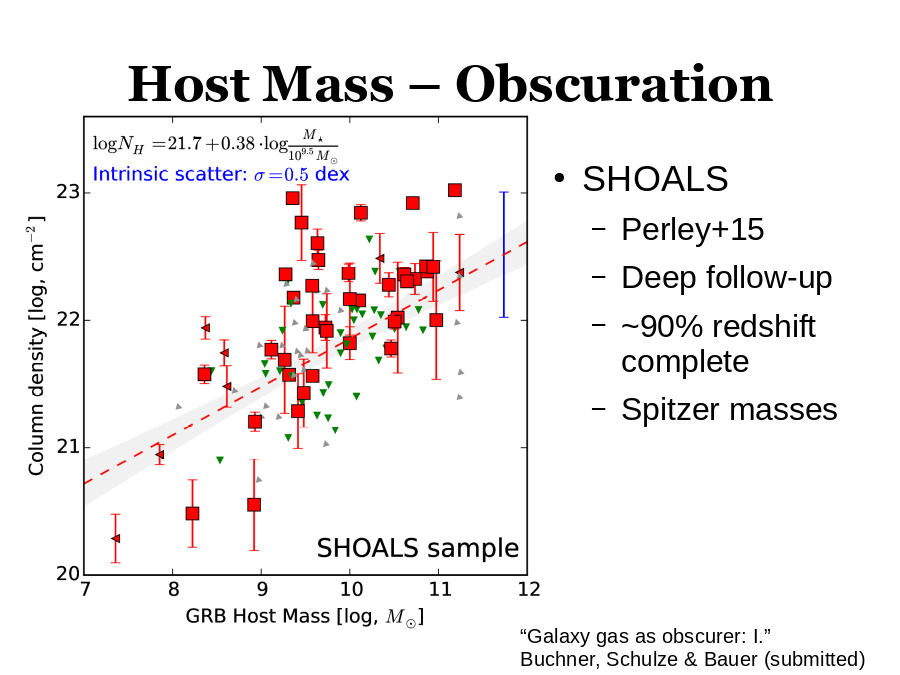 Host Mass – Obscuration
logN_H =21.7+0.38·log M⋆/10^9.5 M⊙
Intrinsic scatter: σ=0.5 dex
23
22
21
20
Column density [log, cm⁻²]
SHOALS sample
7 8 9 10 11 12
GRB Host Mass [log, M⊙]
• SHOALS
– Perley+15
– Deep follow-up
– ~90% redshift
complete
– Spitzer masses
“Galaxy gas as obscurer: I.”
Buchner, Schulze & Bauer (submitted)